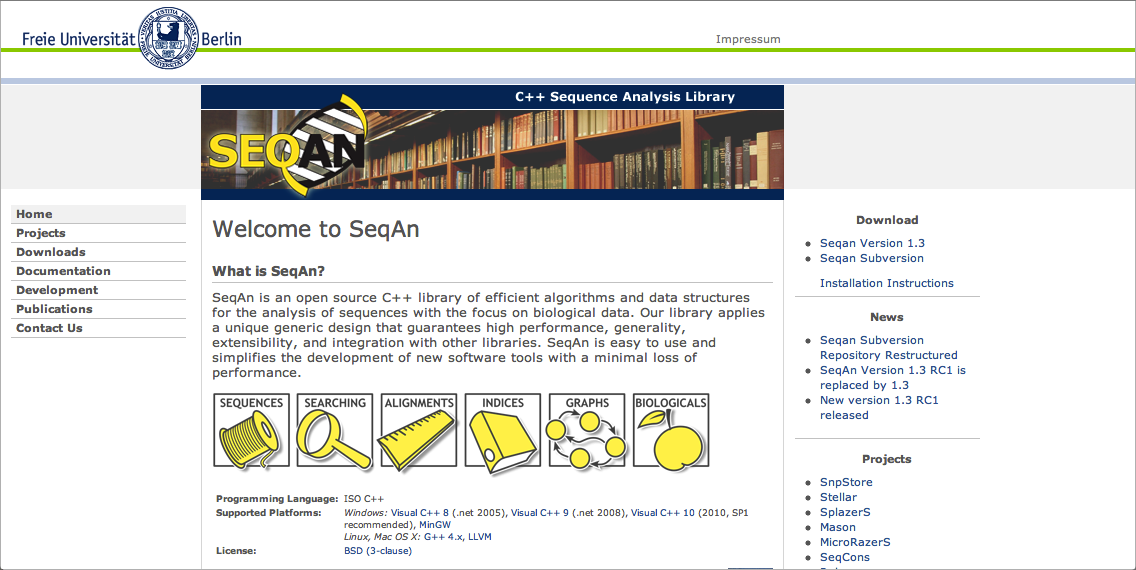 Freie Universität Berlin
Impressum
C++ Sequence Analysis Library
SEQAN
Home
Projects
Downloads
Documentation
Development
Publications
Contact Us
Welcome to SeqAn
What is SeqAn?
SeqAn is an open source C++ library of efficient algorithms and data structures
for the analysis of sequences with the focus on biological data. Our library applies
a unique generic design that guarantees high performance, generality,
extensibility, and integration with other libraries. SeqAn is easy to use and
simplifies the development of new software tools with a minimal loss of
performance.
SEQUENCES SEARCHING ALIGNMENTS INDICES GRAPHS BIOLOGICALS
Programming Language: ISO C++
Supported Platforms: Windows: Visual C++ 8 (.net 2005), Visual C++ 9 (.net 2008), Visual C++ 10 (2010, SP1
recommended), MinGW
Linux, Mac OS X: G++ 4.x, LLVM
License: BSD (3-clause)
Download
Seqan Version 1.3
Seqan Subversion
Installation Instructions
News
Seqan Subversion
Repository Restructured
SeqAn Version 1.3 RC1 is
replaced by 1.3
New version 1.3 RC1
released
Projects
SnpStore
Stellar
SplazerS
Mason
MicroRazerS
SeqCons